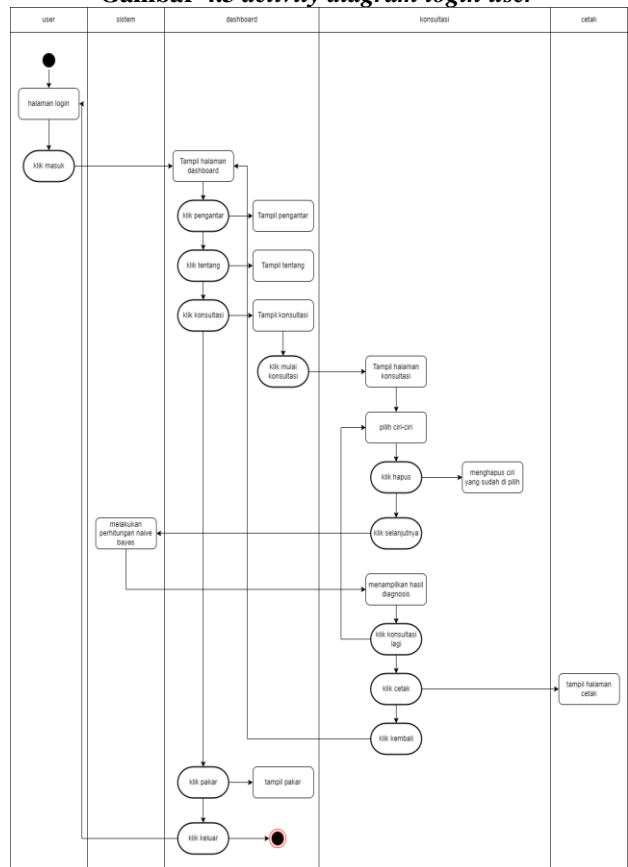 Gambar 4.3 activity diagram login user
user
sistem
dashboard
konsultasi
cetak
halaman login
klik masuk
Tampil halaman
dashboard
klik pengantar
Tampil pengantar
klik tentang
Tampil tentang
klik konsultasi
Tampil konsultasi
klik mulai
konsultasi
Tampil halaman
konsultasi
pilih ciri-ciri
klik hapus
menghapus ciri
yang sudah di pilih
klik selanjutnya
melakukan
perhitungan naive
bayes
menampilkan hasil
diagnosis
klik konsultasi
lagi
klik cetak
tampil halaman
cetak
klik kembali
klik pakar
tampil pakar
klik keluar